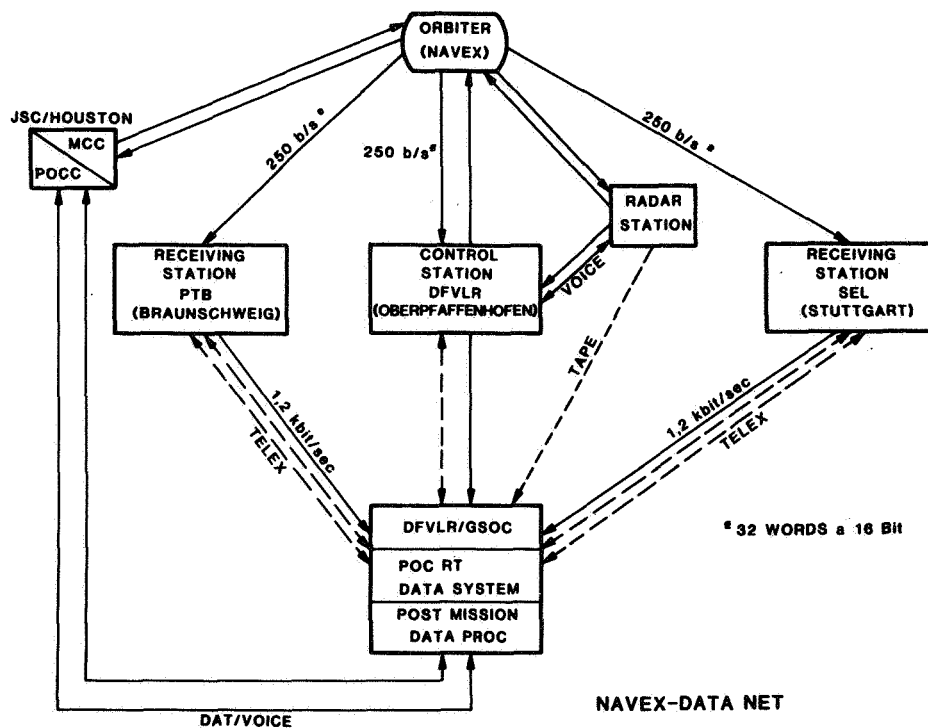 ORBITER
(NAVEX)
JSC/HOUSTON
MCC
POCC
250 b/s*
250 b/s*
250 b/s*
RADAR
STATION
RECEIVING
STATION
PTB
(BRAUNSCHWEIG)
CONTROL
STATION
DFVLR
(OBERPFAFFENHOFEN)
VOICE
RECEIVING
STATION
SEL
(STUTTGART)
TAPE
1,2 kbit/sec
TELEX
1,2 kbit/sec
TELEX
DFVLR/GSOC
POC RT
DATA SYSTEM
POST MISSION
DATA PROC
* 32 WORDS a 16 Bit
DAT/VOICE
NAVEX-DATA NET